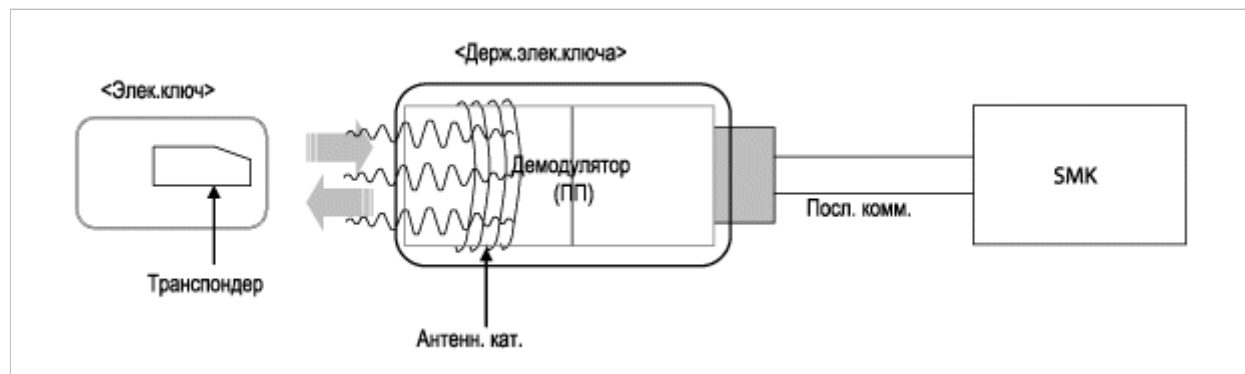 <Держ.элек.ключа>
<Элек.ключ>
Демодулятор
(ПП)
SMK
Посл. комм.
Транспондер
Антенн. кат.